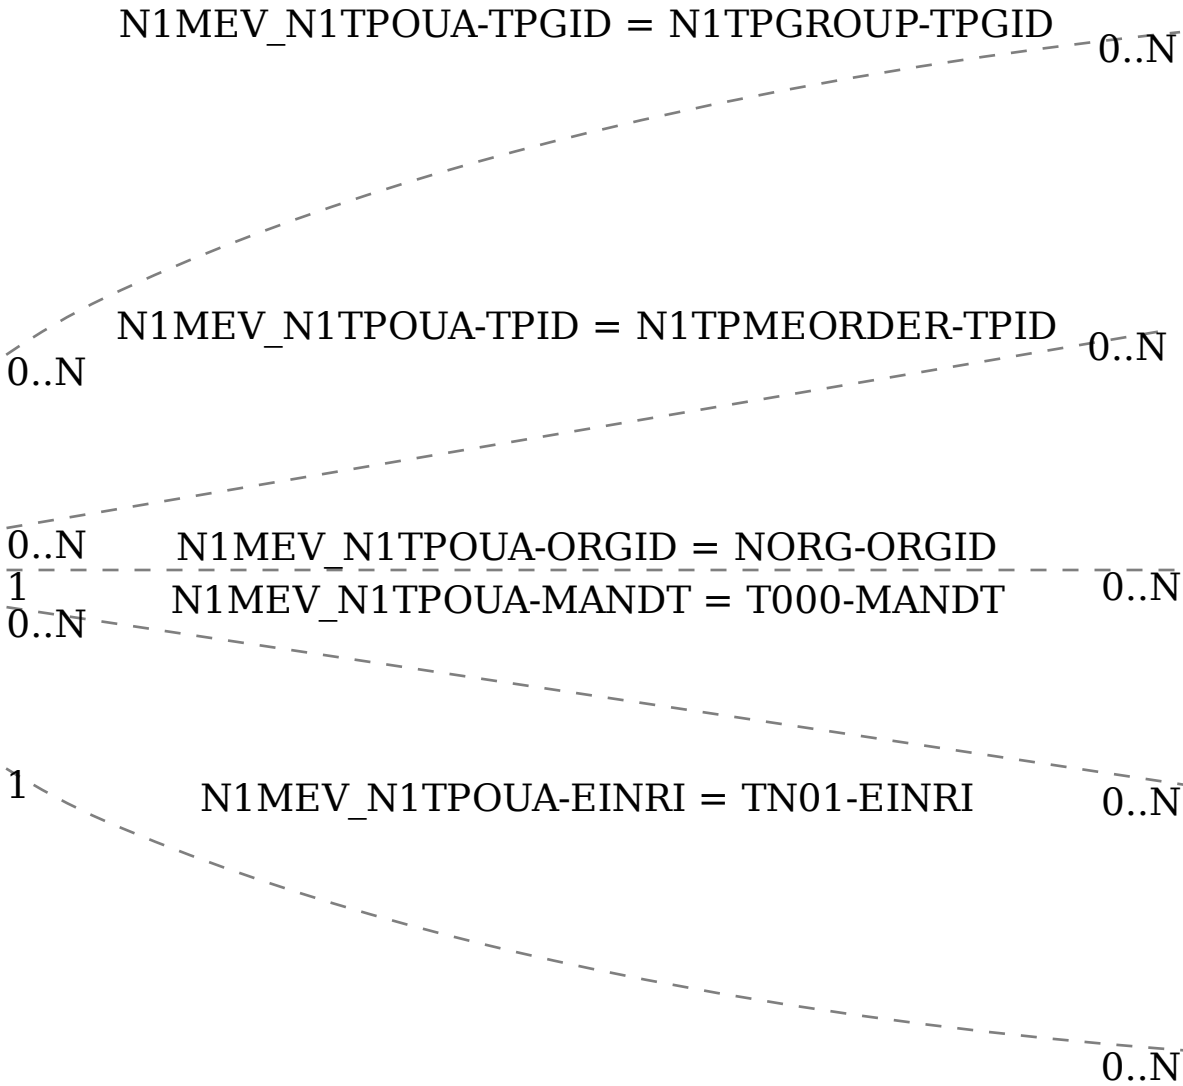 N1MEV_N1TPOUA-TPGID = N1TPGROUP-TPGID
0..N
0..N
N1MEV_N1TPOUA-TPID = N1TPMEORDER-TPID
0..N
0..N
N1MEV_N1TPOUA-ORGID = NORG-ORGID
1
0..N
N1MEV_N1TPOUA-MANDT = T000-MANDT
0..N
1
N1MEV_N1TPOUA-EINRI = TN01-EINRI
0..N
0..N